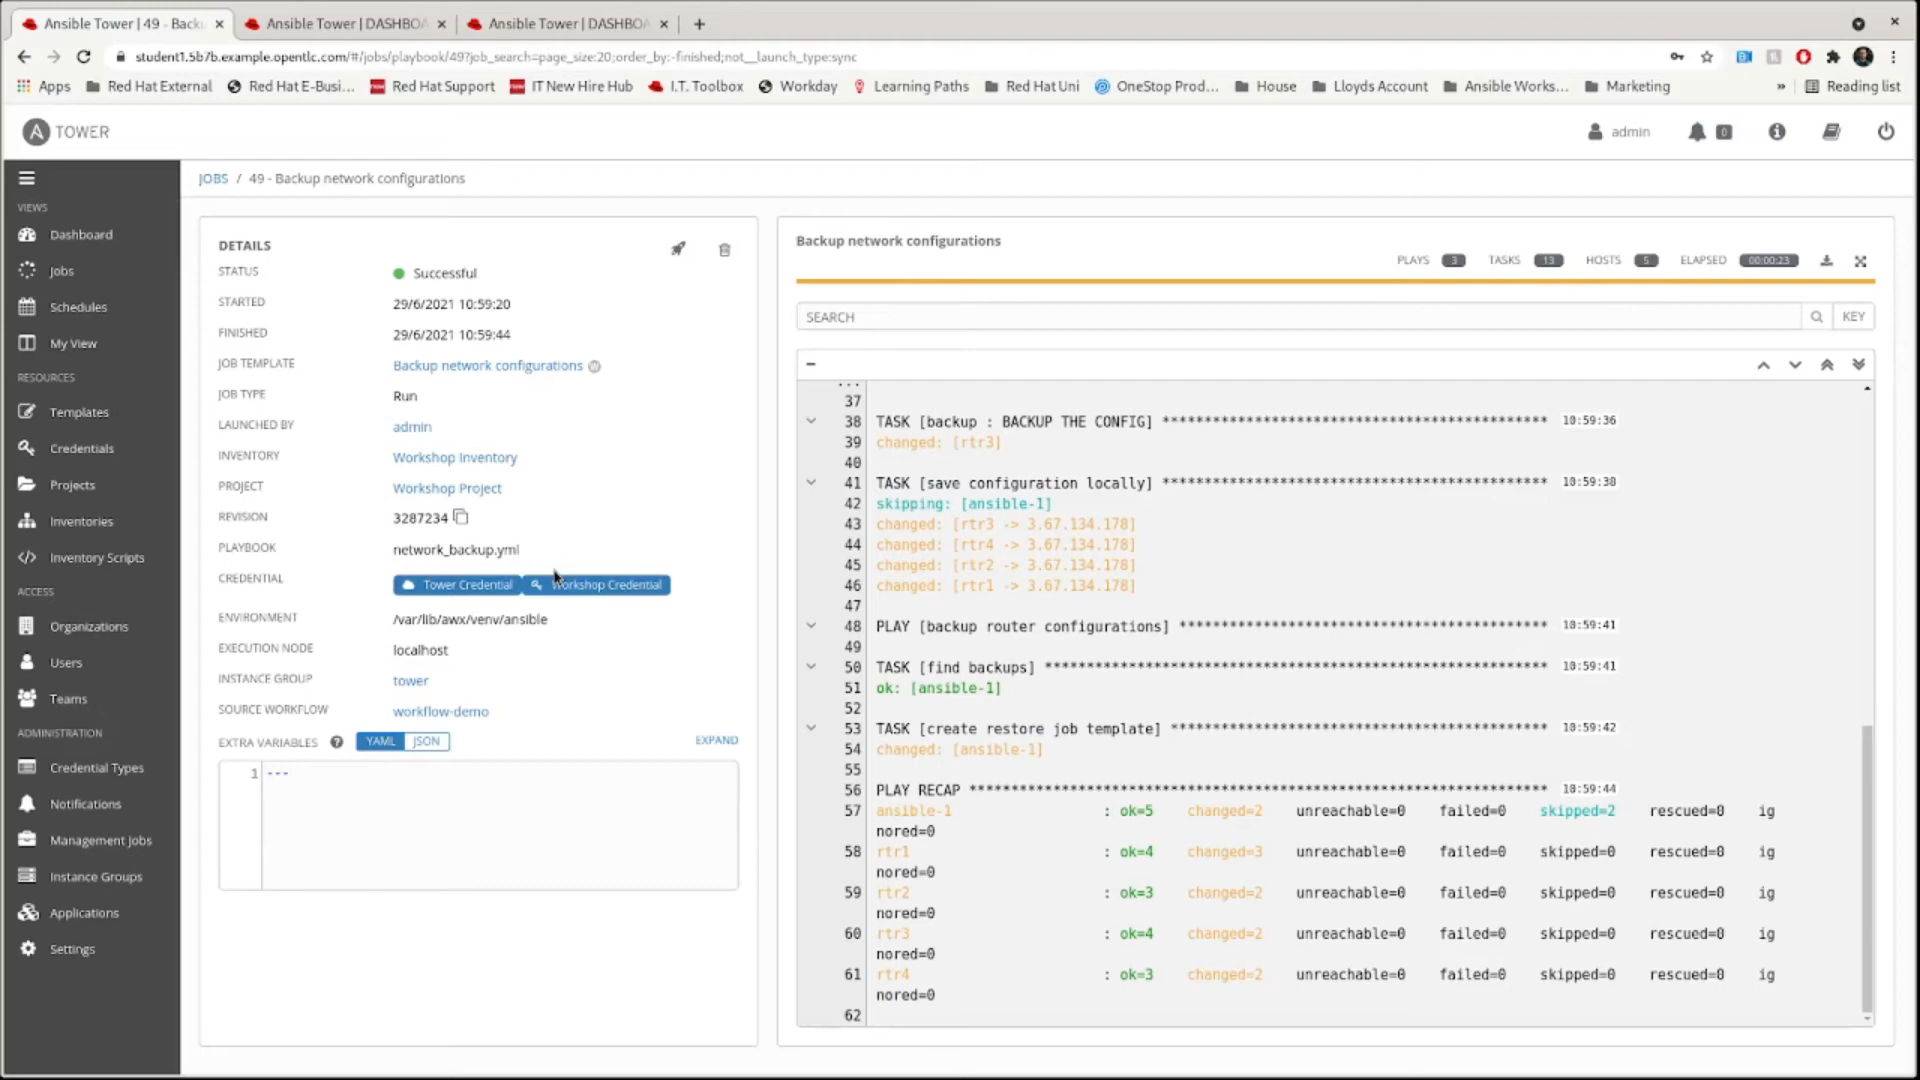 Ansible Tower | 49 - Backu
Ansible Tower | DASHBOA
Ansible Tower | DASHBOA
student1.5b7b.example.opentlc.com/#/jobs/playbook/49?job_search=page_size:20;order_by:-finished;not__launch_type:sync
Apps Red Hat External Red Hat E-Busi... Red Hat Support IT New Hire Hub I.T. Toolbox Workday Learning Paths Red Hat Uni OneStop Prod... House Lloyds Account Ansible Works... Marketing » Reading list
A TOWER
admin 0
JOBS / 49 - Backup network configurations
VIEWS
Dashboard
Jobs
Schedules
My View
RESOURCES
Templates
Credentials
Projects
Inventories
Inventory Scripts
ACCESS
Organizations
Users
Teams
ADMINISTRATION
Credential Types
Notifications
Management Jobs
Instance Groups
Applications
Settings
DETAILS
STATUS Successful
STARTED 29/6/2021 10:59:20
FINISHED 29/6/2021 10:59:44
JOB TEMPLATE Backup network configurations W
JOB TYPE Run
LAUNCHED BY admin
INVENTORY Workshop Inventory
PROJECT Workshop Project
REVISION 3287234
PLAYBOOK network_backup.yml
CREDENTIAL Tower Credential Workshop Credential
ENVIRONMENT /var/lib/awx/venv/ansible
EXECUTION NODE localhost
INSTANCE GROUP tower
SOURCE WORKFLOW workflow-demo
EXTRA VARIABLES ? YAML JSON EXPAND
1 ---
Backup network configurations
PLAYS 3 TASKS 13 HOSTS 5 ELAPSED 00:00:23
SEARCH KEY
...
37
38 TASK [backup : BACKUP THE CONFIG] ********************************************** 10:59:36
39 changed: [rtr3]
40
41 TASK [save configuration locally] ********************************************** 10:59:38
42 skipping: [ansible-1]
43 changed: [rtr3 -> 3.67.134.178]
44 changed: [rtr4 -> 3.67.134.178]
45 changed: [rtr2 -> 3.67.134.178]
46 changed: [rtr1 -> 3.67.134.178]
47
48 PLAY [backup router configurations] ******************************************** 10:59:41
49
50 TASK [find backups] ************************************************************ 10:59:41
51 ok: [ansible-1]
52
53 TASK [create restore job template] ********************************************* 10:59:42
54 changed: [ansible-1]
55
56 PLAY RECAP ********************************************************************* 10:59:44
57 ansible-1 : ok=5 changed=2 unreachable=0 failed=0 skipped=2 rescued=0 ig
nored=0
58 rtr1 : ok=4 changed=3 unreachable=0 failed=0 skipped=0 rescued=0 ig
nored=0
59 rtr2 : ok=3 changed=2 unreachable=0 failed=0 skipped=0 rescued=0 ig
nored=0
60 rtr3 : ok=4 changed=2 unreachable=0 failed=0 skipped=0 rescued=0 ig
nored=0
61 rtr4 : ok=3 changed=2 unreachable=0 failed=0 skipped=0 rescued=0 ig
nored=0
62